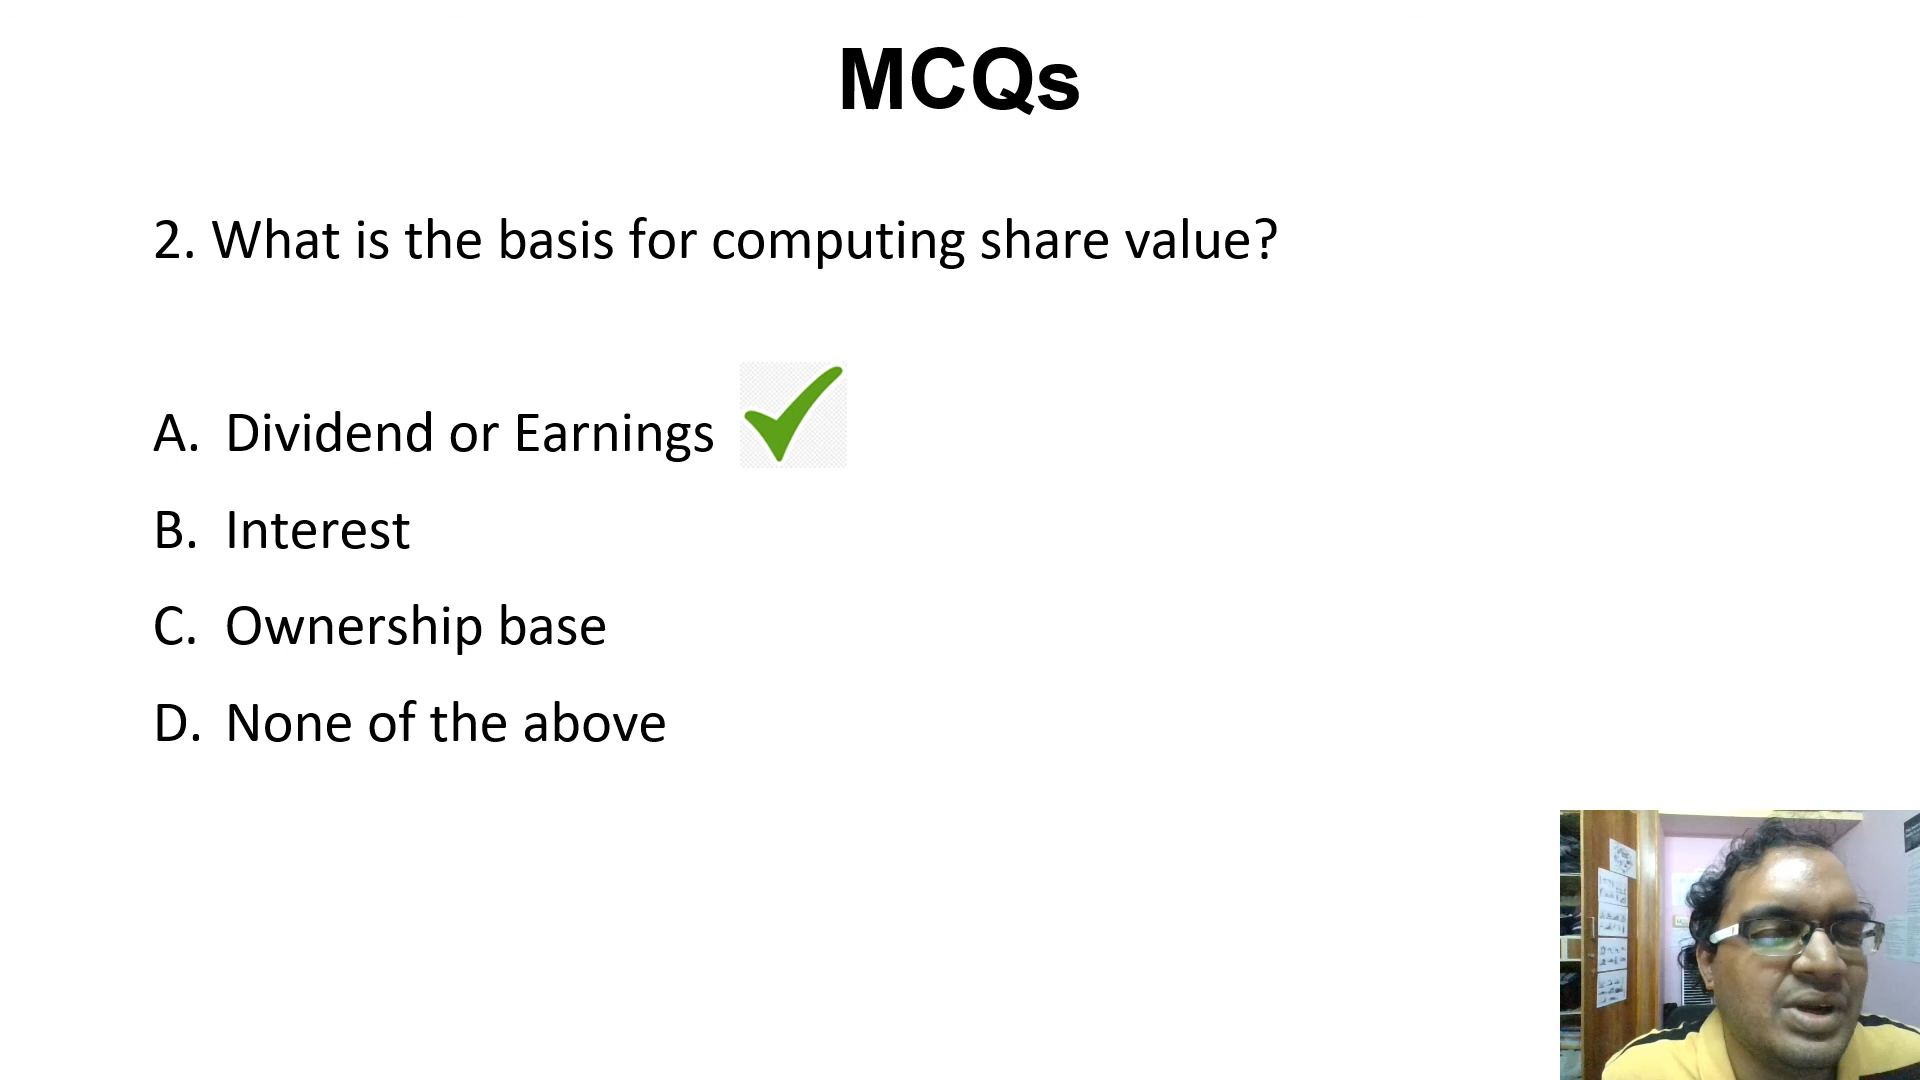 MCQs
2. What is the basis for computing share value?
A. Dividend or Earnings
B. Interest
C. Ownership base
D. None of the above